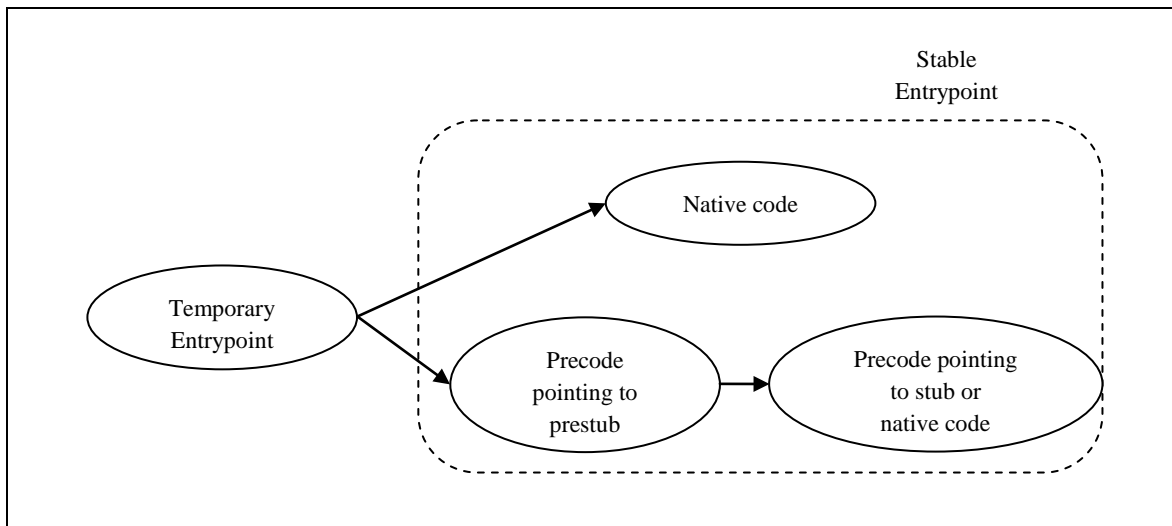 Stable
Entrypoint
Native code
Temporary
Entrypoint
Precode
pointing to
prestub
Precode pointing
to stub or
native code